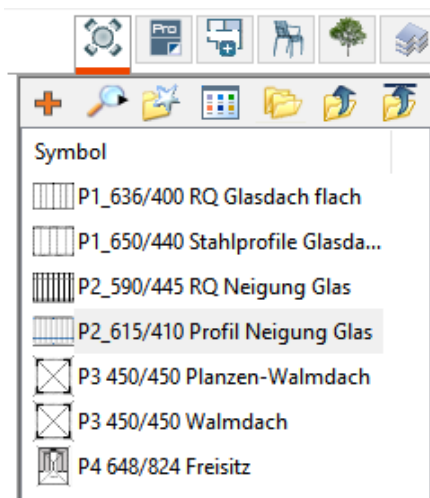 Pro
Symbol
P1_636/400 RQ Glasdach flach
P1_650/440 Stahlprofile Glasda...
P2_590/445 RQ Neigung Glas
P2_615/410 Profil Neigung Glas
P3 450/450 Planzen-Walmdach
P3 450/450 Walmdach
P4 648/824 Freisitz